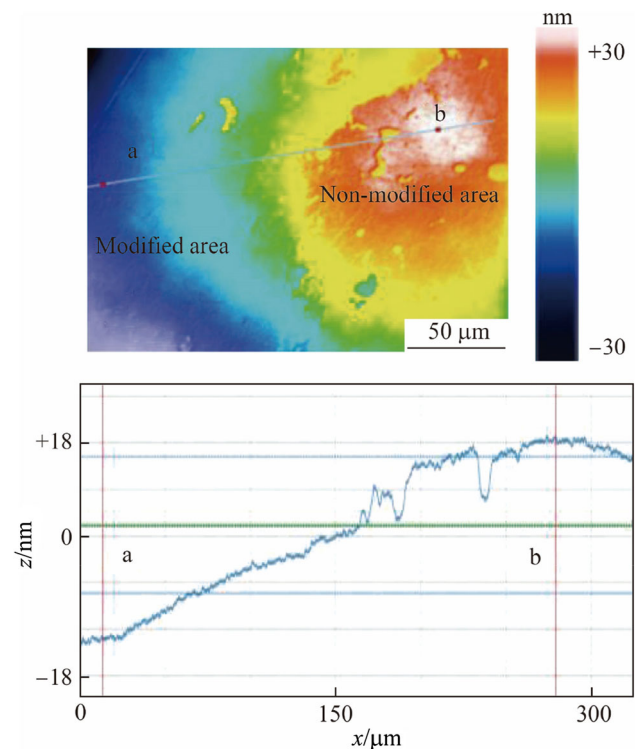 nm
+30
b
a
Non-modified area
Modified area
50 μm
−30
+18
0
−18
z/nm
a
b
0
150
300
x/μm